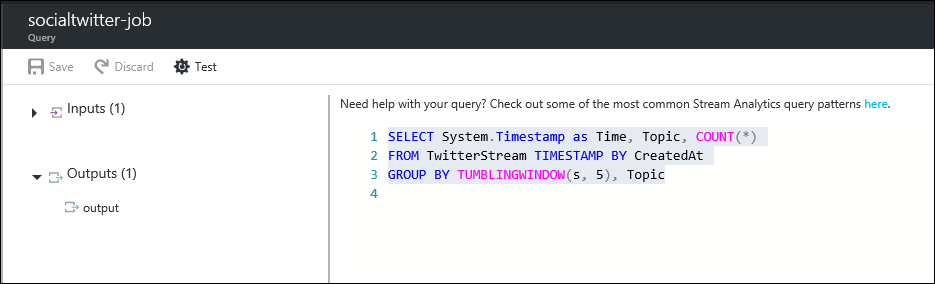 socialtwitter-job
Query
Save Discard Test
Inputs (1)
Outputs (1)
output
Need help with your query? Check out some of the most common Stream Analytics query patterns here.
1 SELECT System.Timestamp as Time, Topic, COUNT(*)
2 FROM TwitterStream TIMESTAMP BY CreatedAt
3 GROUP BY TUMBLINGWINDOW(s, 5), Topic
4